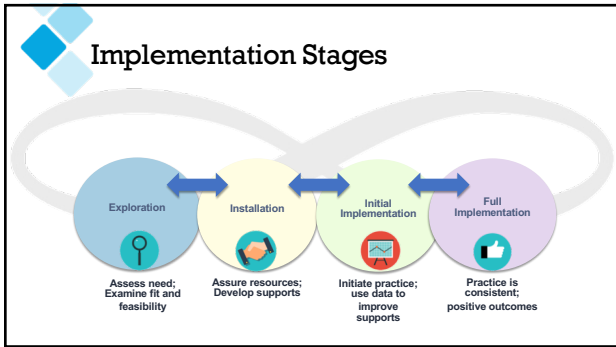 Implementation Stages
Exploration
Installation
Initial
Implementation
Full
Implementation
Assess need;
Examine fit and
feasibility
Assure resources;
Develop supports
Initiate practice;
use data to
improve
supports
Practice is
consistent;
positive outcomes